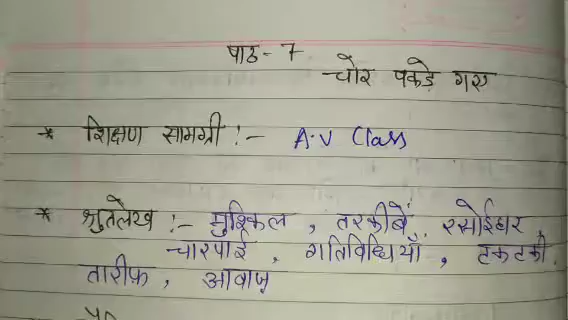 पाठ - 7
चोर पकड़े गए
* शिक्षण सामग्री :- A.V Class
* श्रुतलेख :- मुश्किल , तरकीबें, रसोईघर,
चारपाई , गतिविधियाँ , टकटकी,
तारीफ़ , आवाज़